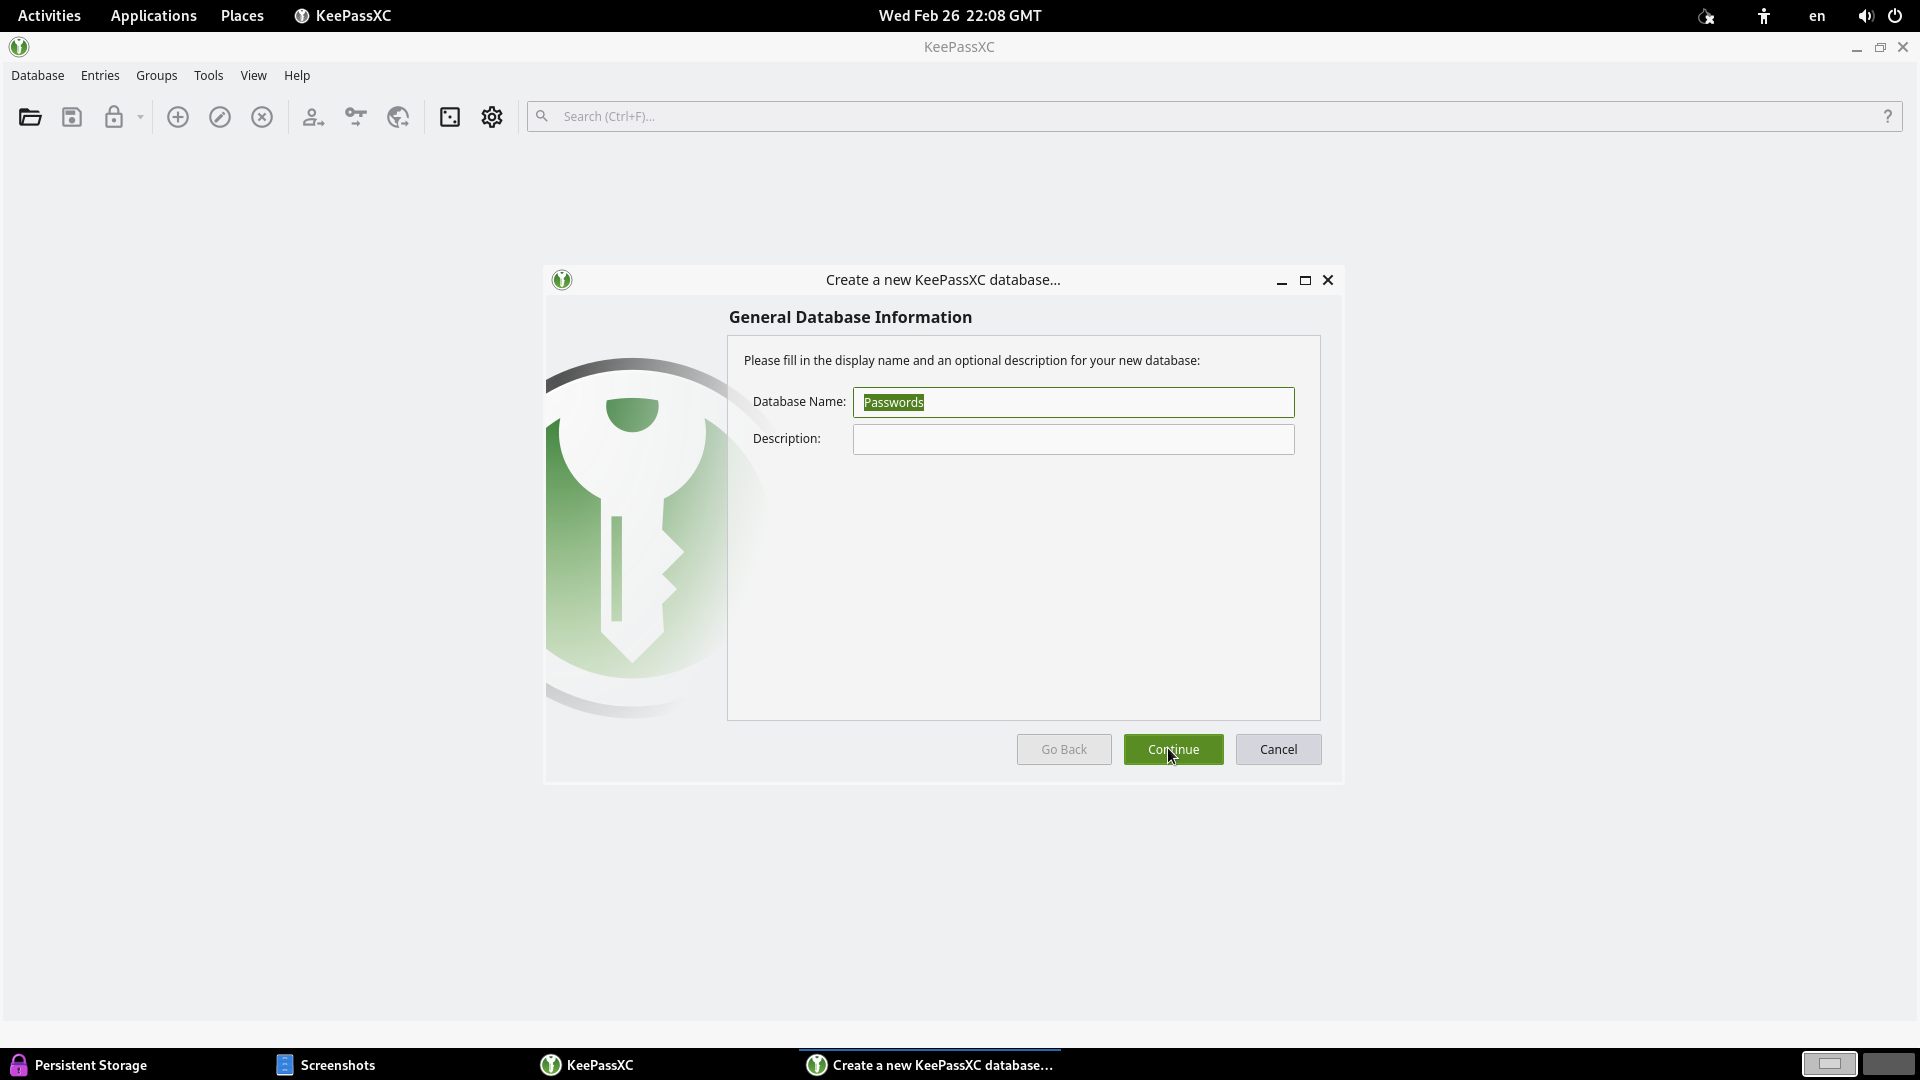 Activities Applications Places KeePassXC Wed Feb 26 22:08 GMT en
KeePassXC
Database Entries Groups Tools View Help
Search (Ctrl+F)... ?
Create a new KeePassXC database...
General Database Information
Please fill in the display name and an optional description for your new database:
Database Name: Passwords
Description:
Go Back Continue Cancel
Persistent Storage Screenshots KeePassXC Create a new KeePassXC database...